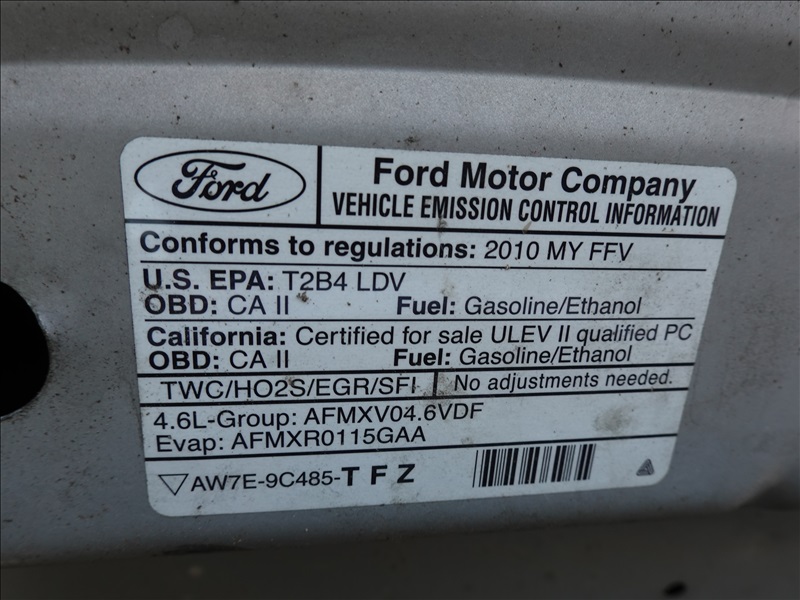 Ford
Ford Motor Company
VEHICLE EMISSION CONTROL INFORMATION
Conforms to regulations: 2010 MY FFV
U.S. EPA: T2B4 LDV
OBD: CA II Fuel: Gasoline/Ethanol
California: Certified for sale ULEV II qualified PC
OBD: CA II Fuel: Gasoline/Ethanol
TWC/HO2S/EGR/SFI No adjustments needed.
4.6L-Group: AFMXV04.6VDF
Evap: AFMXR0115GAA
AW7E-9C485-TFZ